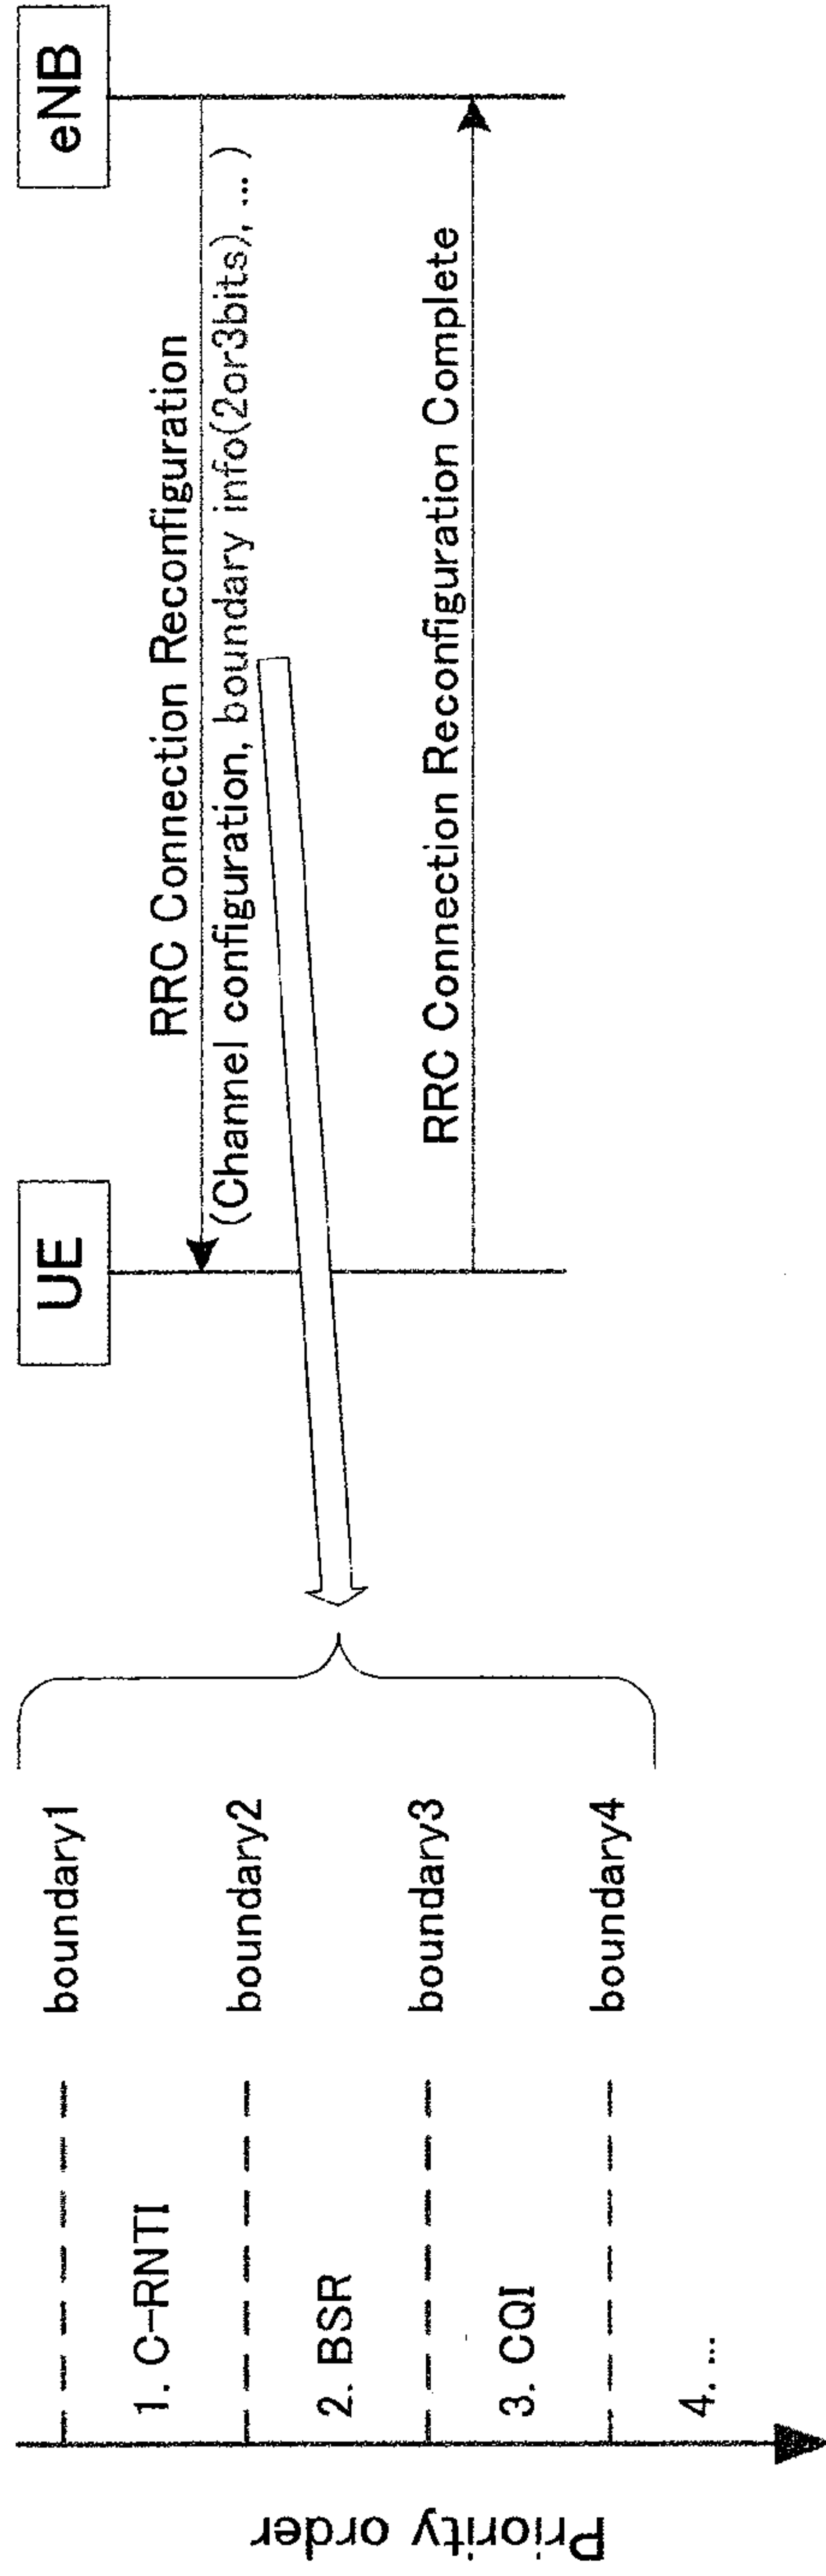 Priority order
boundary1
1. C-RNTI
boundary2
2. BSR
boundary3
3. CQI
boundary4
4. ...
UE
eNB
RRC Connection Reconfiguration
(Channel configuration, boundary info(2or3bits), ... )
RRC Connection Reconfiguration Complete